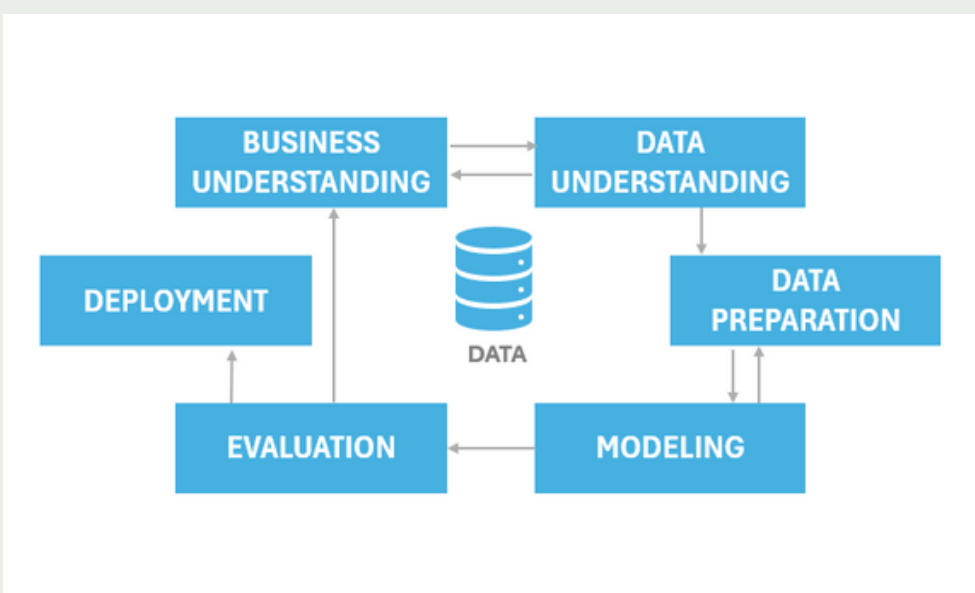 BUSINESS
UNDERSTANDING
DATA
UNDERSTANDING
DEPLOYMENT
DATA
DATA
PREPARATION
EVALUATION
MODELING